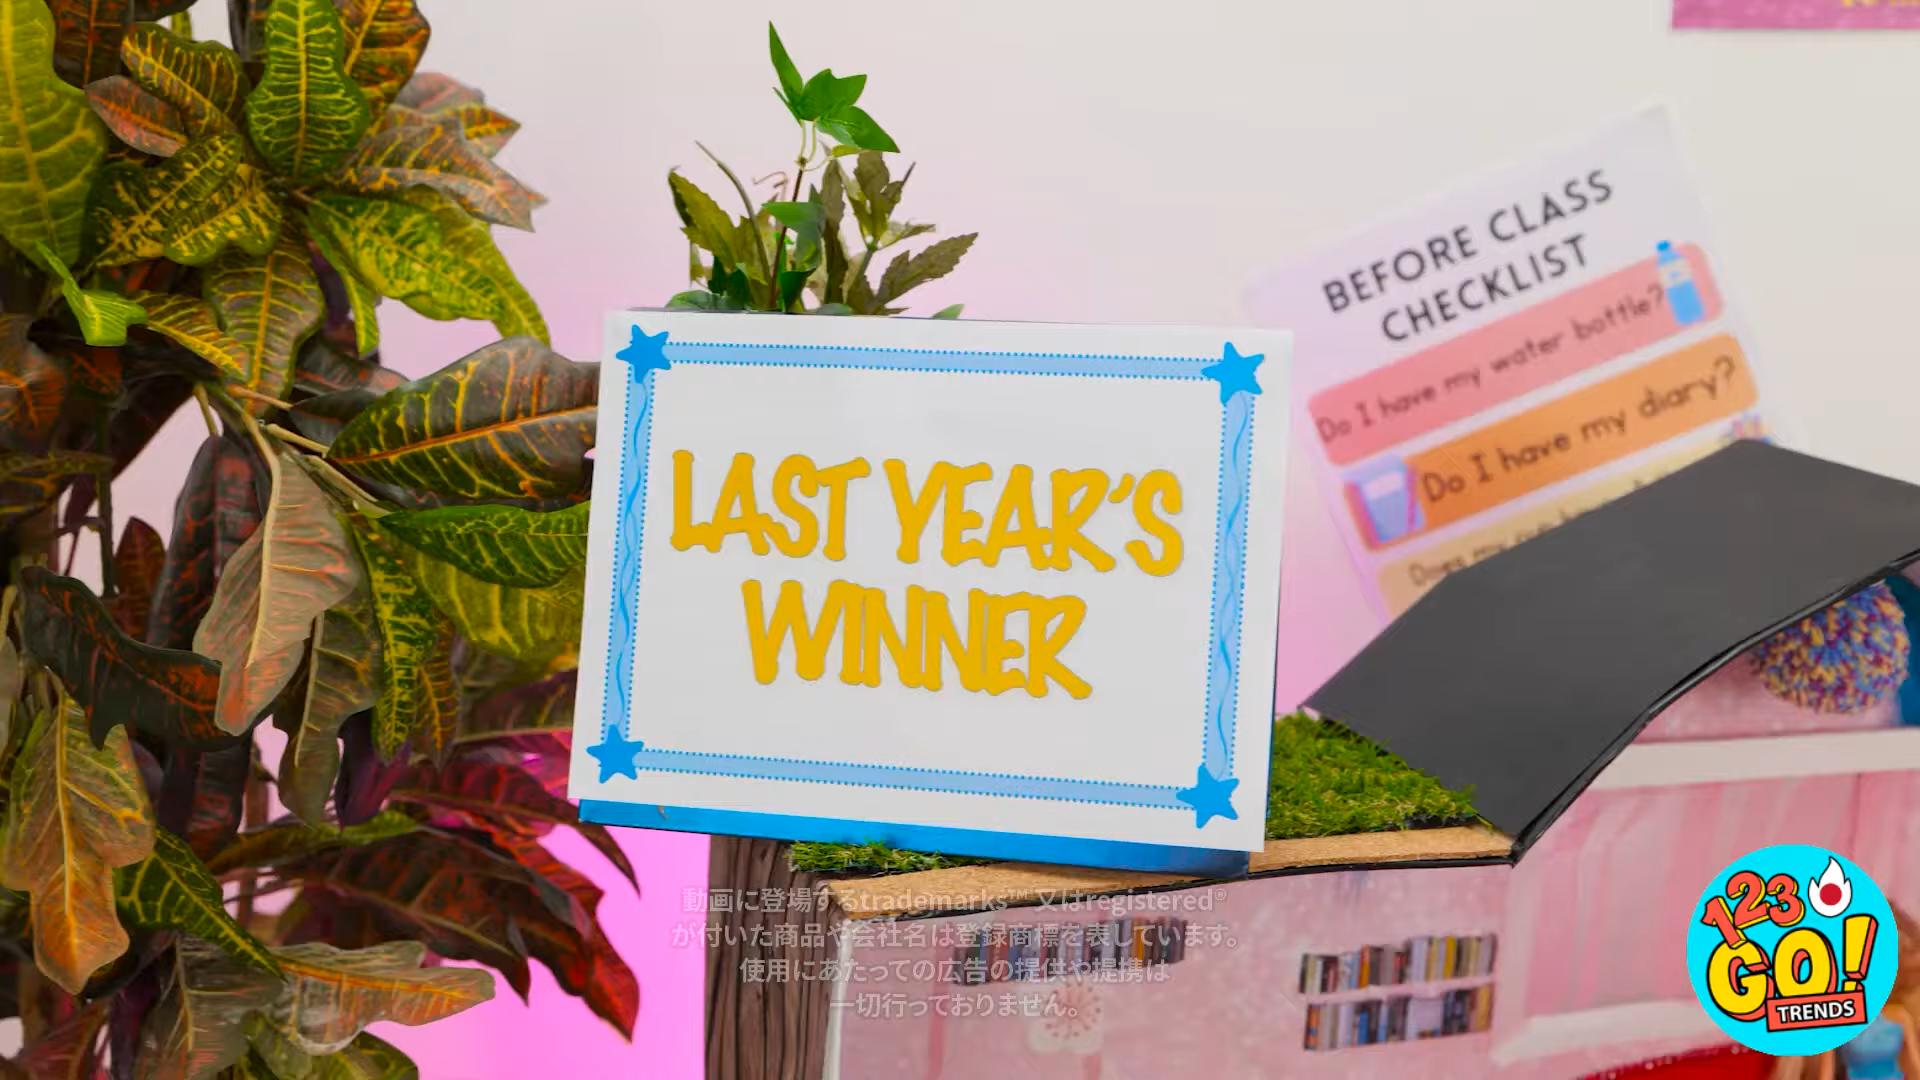 BEFORE CLASS
CHECKLIST
Do I have my water bottle?
Do I have my diary?
LAST YEAR'S
WINNER
動画に登場するtrademarks™ 又はregistered®
が付いた商品や会社名は登録商標を表しています。
使用にあたっての広告の提供や提携は
一切行っておりません。
123
GO!
TRENDS